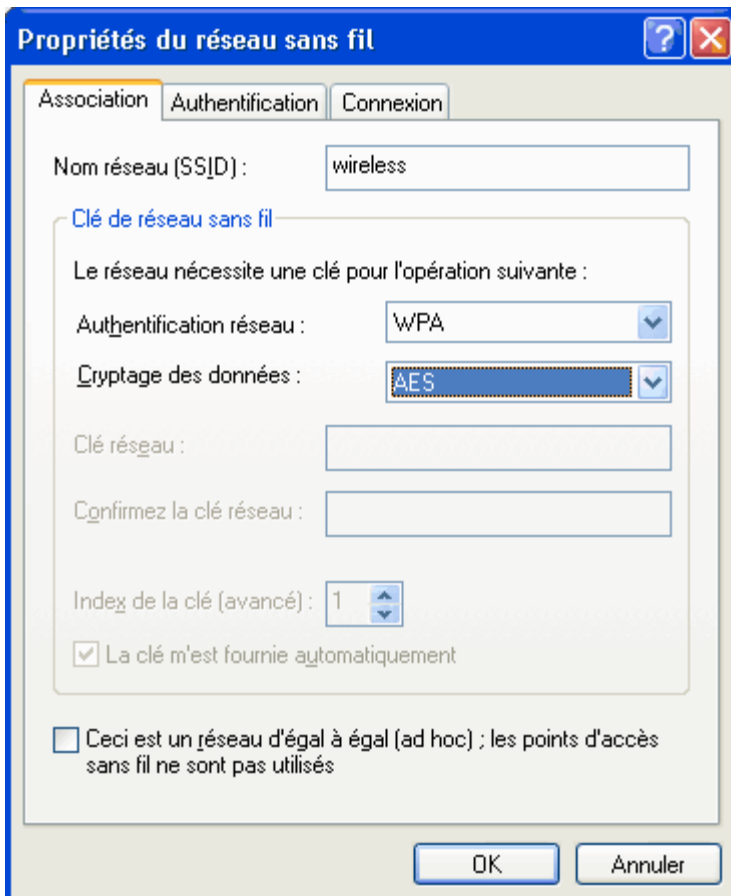 Propriétés du réseau sans fil
Association Authentification Connexion
Nom réseau (SSID) : wireless
Clé de réseau sans fil
Le réseau nécessite une clé pour l'opération suivante :
Authentification réseau : WPA
Cryptage des données : AES
Clé réseau :
Confirmez la clé réseau :
Index de la clé (avancé) : 1
La clé m'est fournie automatiquement
Ceci est un réseau d'égal à égal (ad hoc) ; les points d'accès
sans fil ne sont pas utilisés
OK Annuler